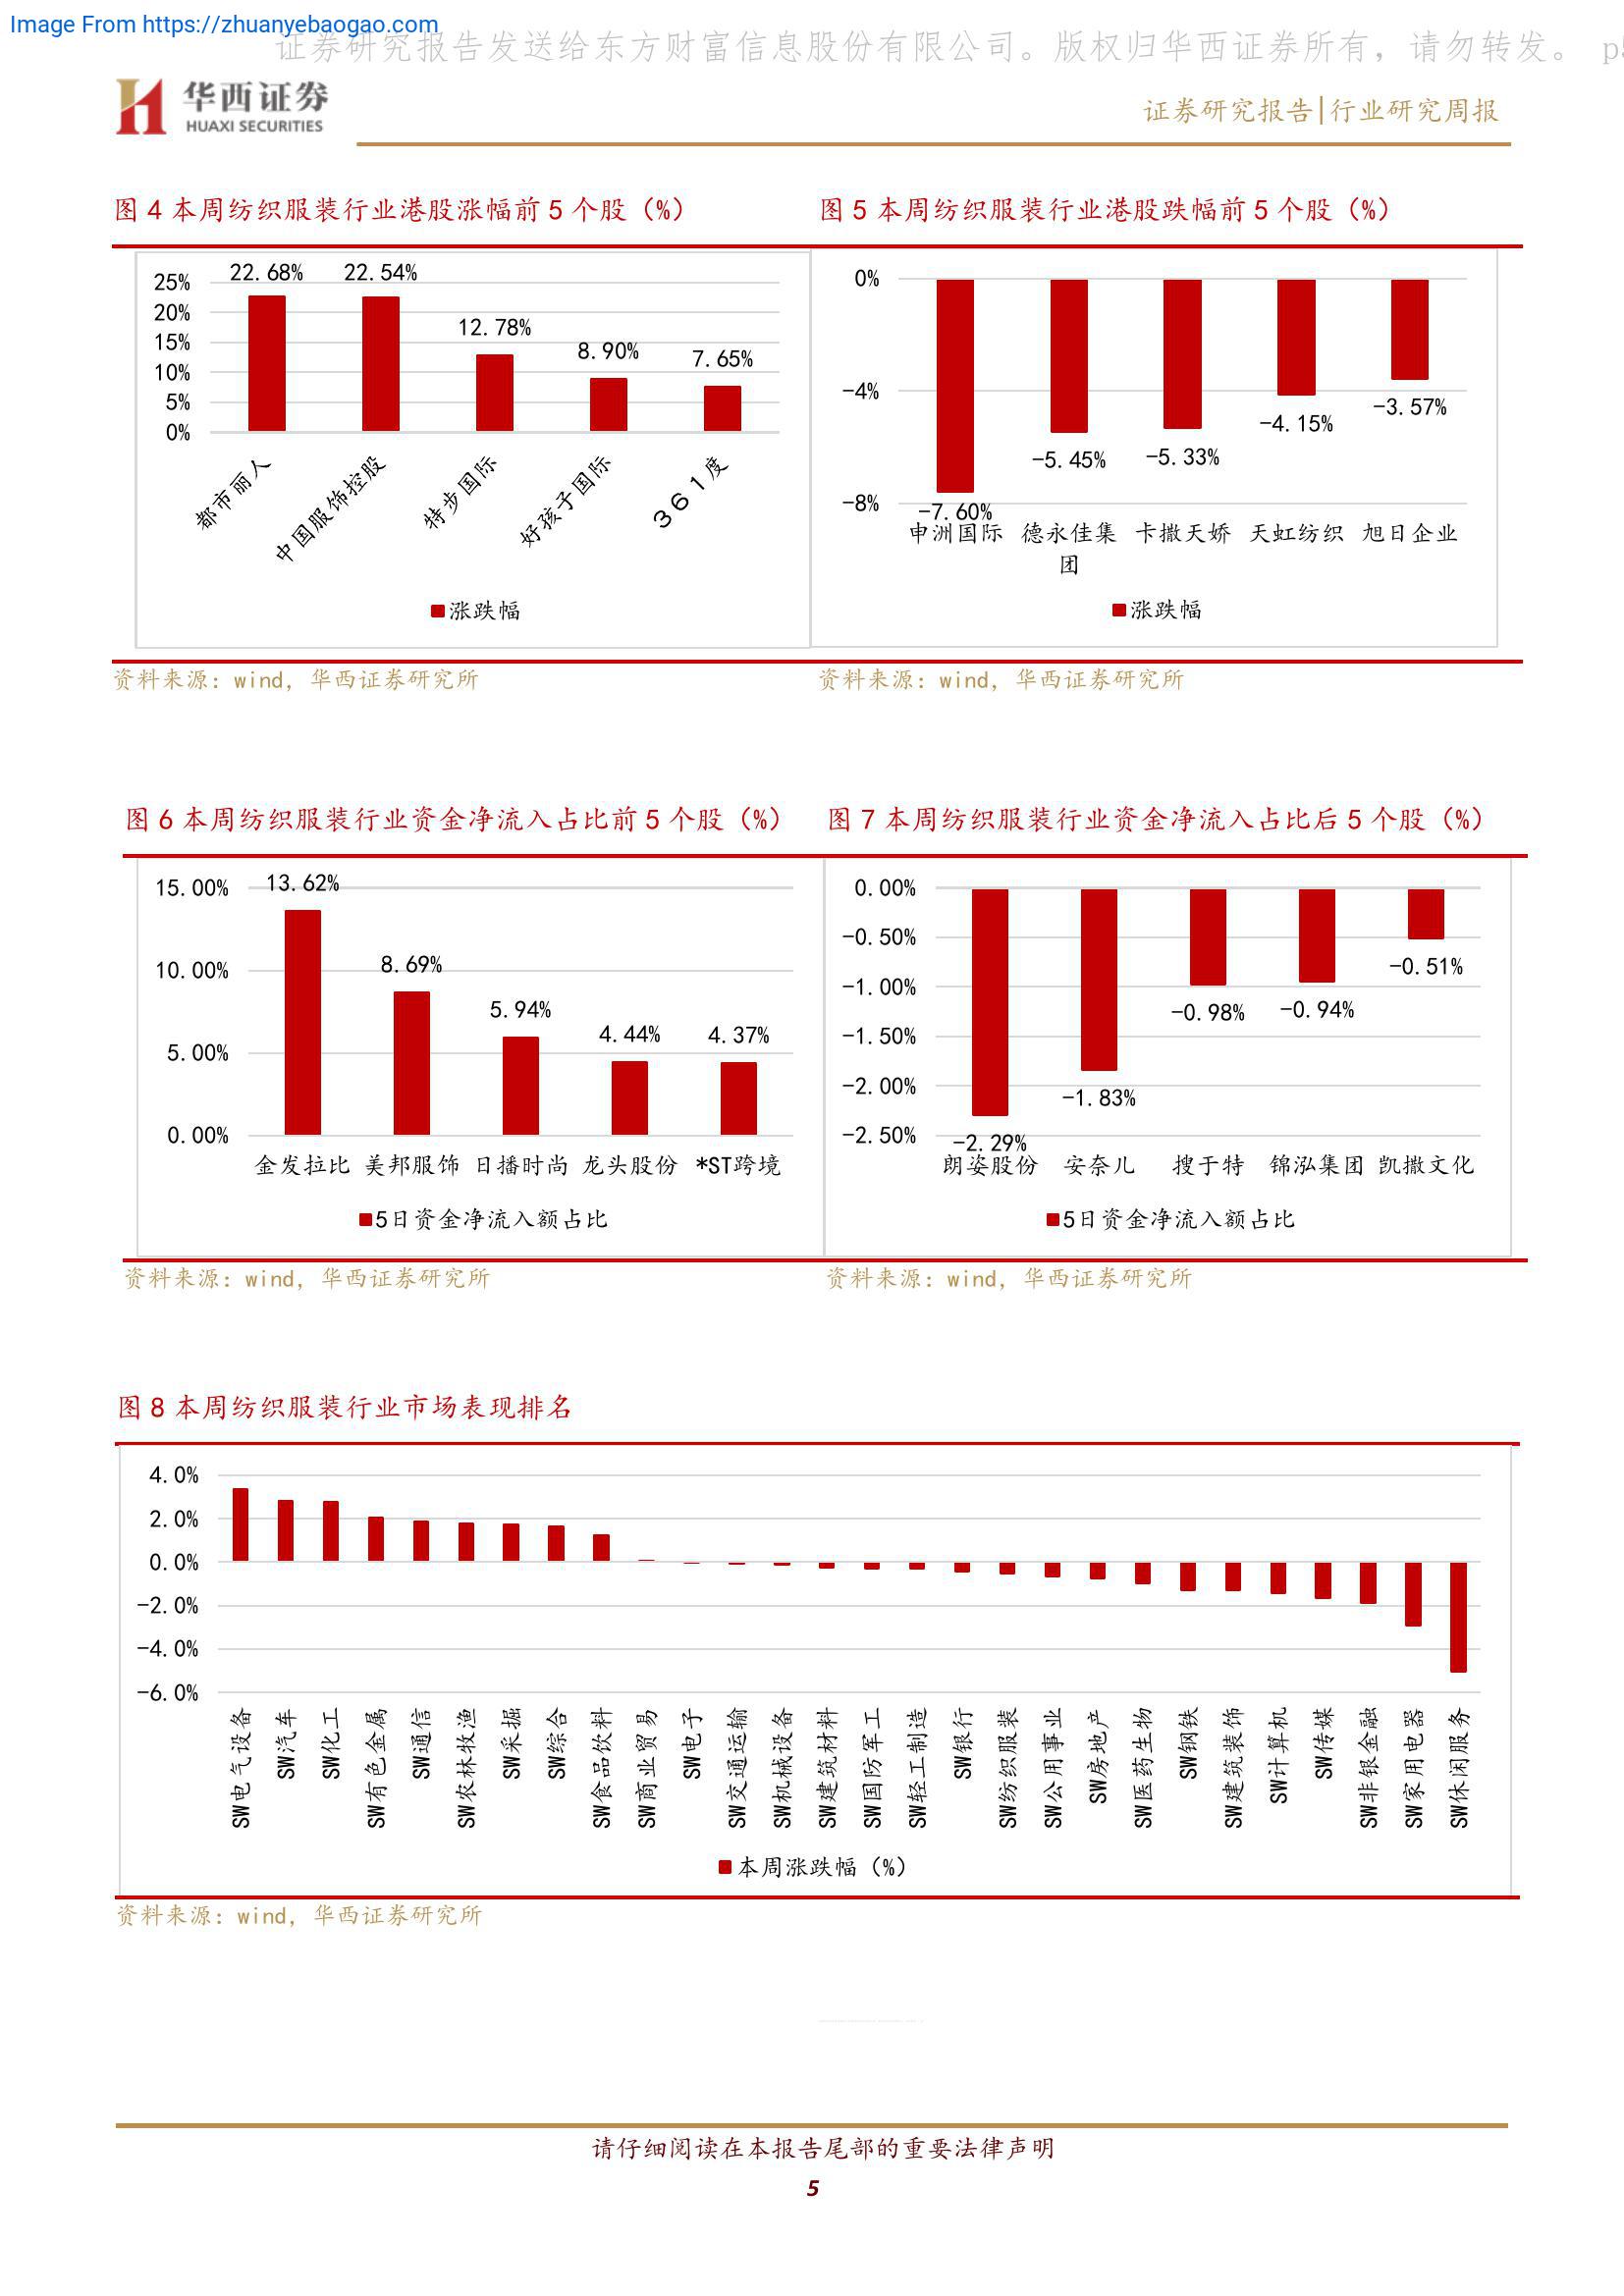 Image From https://zhuanyebaogao.com
证券研究报告发送给东方财富信息股份有限公司。版权归华西证券所有，请勿转发。 p
华西证券
HUAXI SECURITIES
证券研究报告|行业研究周报
图 4 本周纺织服装行业港股涨幅前 5 个股（%）
25%
20%
15%
10%
5%
0%
22.68%
22.54%
12.78%
8.90%
7.65%
都市丽人
中国服饰控股
特步国际
好孩子国际
361度
涨跌幅
资料来源：wind，华西证券研究所
图 5 本周纺织服装行业港股跌幅前 5 个股（%）
0%
-4%
-8%
-7.60%
-5.45%
-5.33%
-4.15%
-3.57%
申洲国际
德永佳集
团
卡撒天娇
天虹纺织
旭日企业
涨跌幅
资料来源：wind，华西证券研究所
图 6 本周纺织服装行业资金净流入占比前 5 个股（%）
15.00%
10.00%
5.00%
0.00%
13.62%
8.69%
5.94%
4.44%
4.37%
金发拉比 美邦服饰 日播时尚 龙头股份 *ST跨境
5日资金净流入额占比
资料来源：wind，华西证券研究所
图 7 本周纺织服装行业资金净流入占比后 5 个股（%）
0.00%
-0.50%
-1.00%
-1.50%
-2.00%
-2.50%
-2.29%
-1.83%
-0.98%
-0.94%
-0.51%
朗姿股份 安奈儿 搜于特 锦泓集团 凯撒文化
5日资金净流入额占比
资料来源：wind，华西证券研究所
图 8 本周纺织服装行业市场表现排名
4.0%
2.0%
0.0%
-2.0%
-4.0%
-6.0%
SW电气设备
SW汽车
SW化工
SW有色金属
SW通信
SW农林牧渔
SW采掘
SW综合
SW食品饮料
SW商业贸易
SW电子
SW交通运输
SW机械设备
SW建筑材料
SW国防军工
SW轻工制造
SW银行
SW纺织服装
SW公用事业
SW房地产
SW医药生物
SW钢铁
SW建筑装饰
SW计算机
SW传媒
SW非银金融
SW家用电器
SW休闲服务
本周涨跌幅（%）
资料来源：wind，华西证券研究所
请仔细阅读在本报告尾部的重要法律声明
5